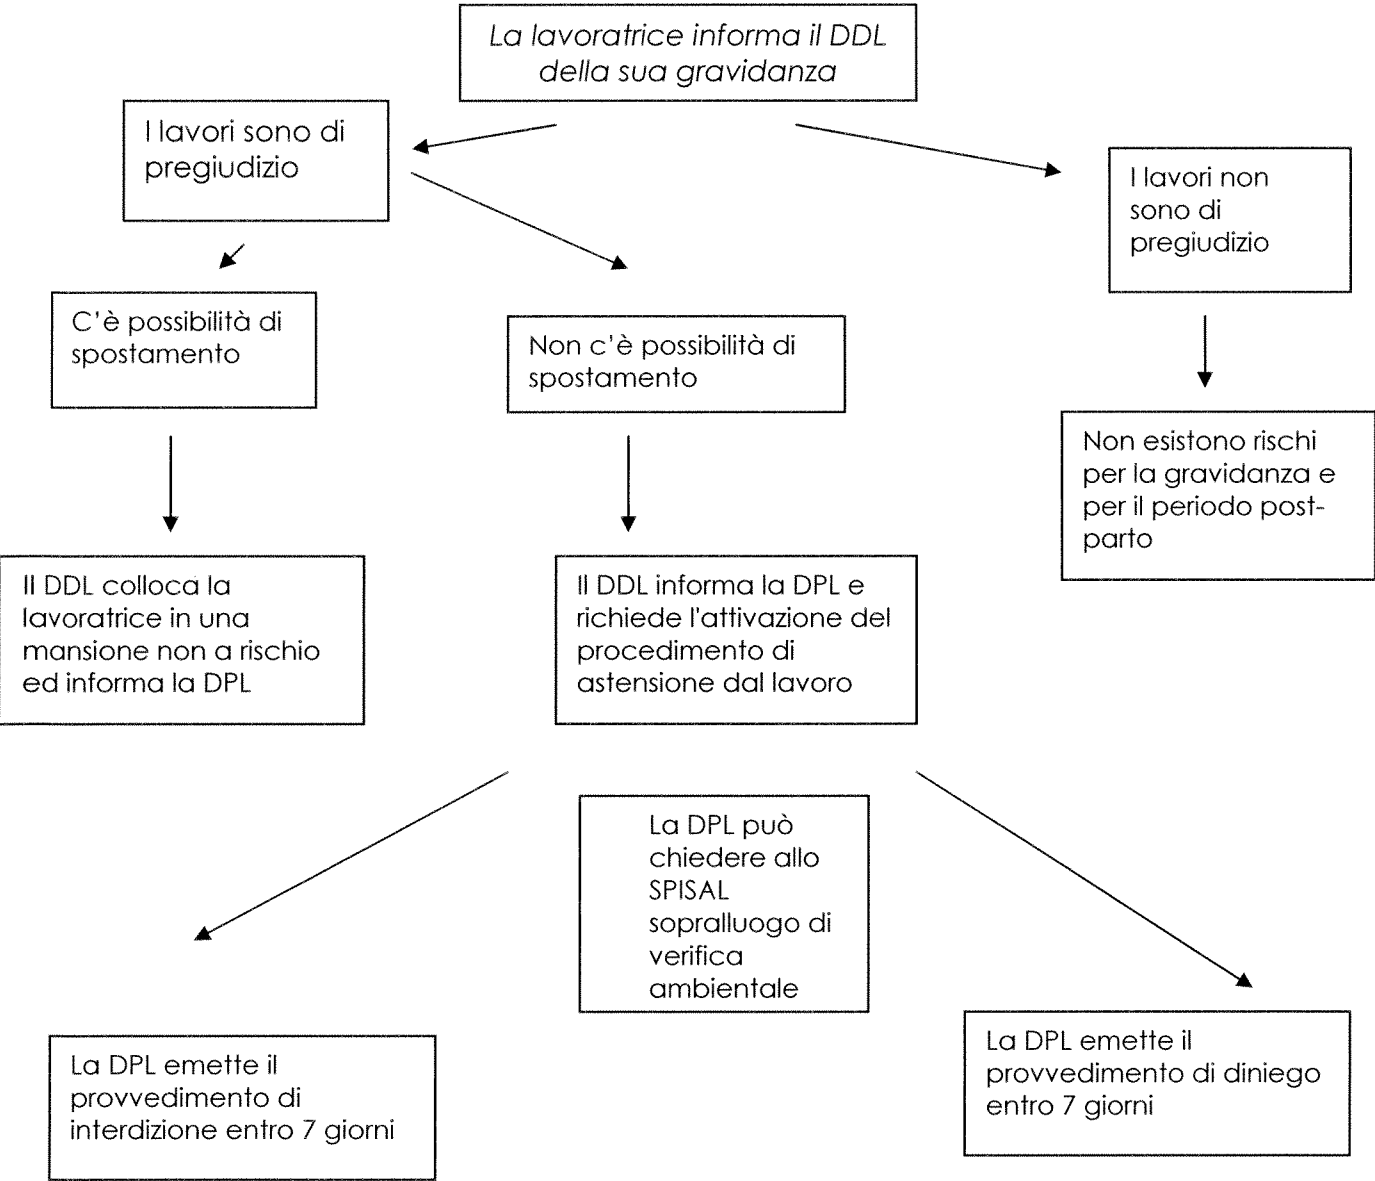 La lavoratrice informa il DDL
della sua gravidanza
I lavori sono di
pregiudizio
I lavori non
sono di
pregiudizio
C'è possibilità di
spostamento
Non c'è possibilità di
spostamento
Non esistono rischi
per la gravidanza e
per il periodo post-
parto
Il DDL colloca la
lavoratrice in una
mansione non a rischio
ed informa la DPL
Il DDL informa la DPL e
richiede l'attivazione del
procedimento di
astensione dal lavoro
La DPL può
chiedere allo
SPISAL
sopralluogo di
verifica
ambientale
La DPL emette il
provvedimento di
interdizione entro 7 giorni
La DPL emette il
provvedimento di diniego
entro 7 giorni